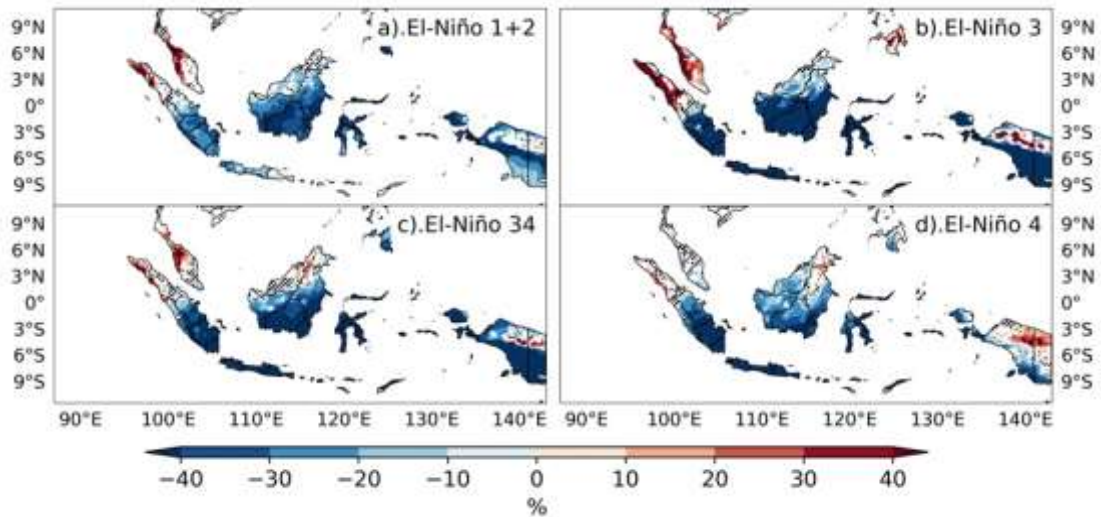 a).El-Niño 1+2
b).El-Niño 3
9°N
6°N
3°N
0°
3°S
6°S
9°S
9°N
6°N
3°N
0°
3°S
6°S
9°S
c).El-Niño 34
d).El-Niño 4
9°N
6°N
3°N
0°
3°S
6°S
9°S
9°N
6°N
3°N
0°
3°S
6°S
9°S
90°E 100°E 110°E 120°E 130°E 140°E
90°E 100°E 110°E 120°E 130°E 140°E
−40 −30 −20 −10 0 10 20 30 40
%